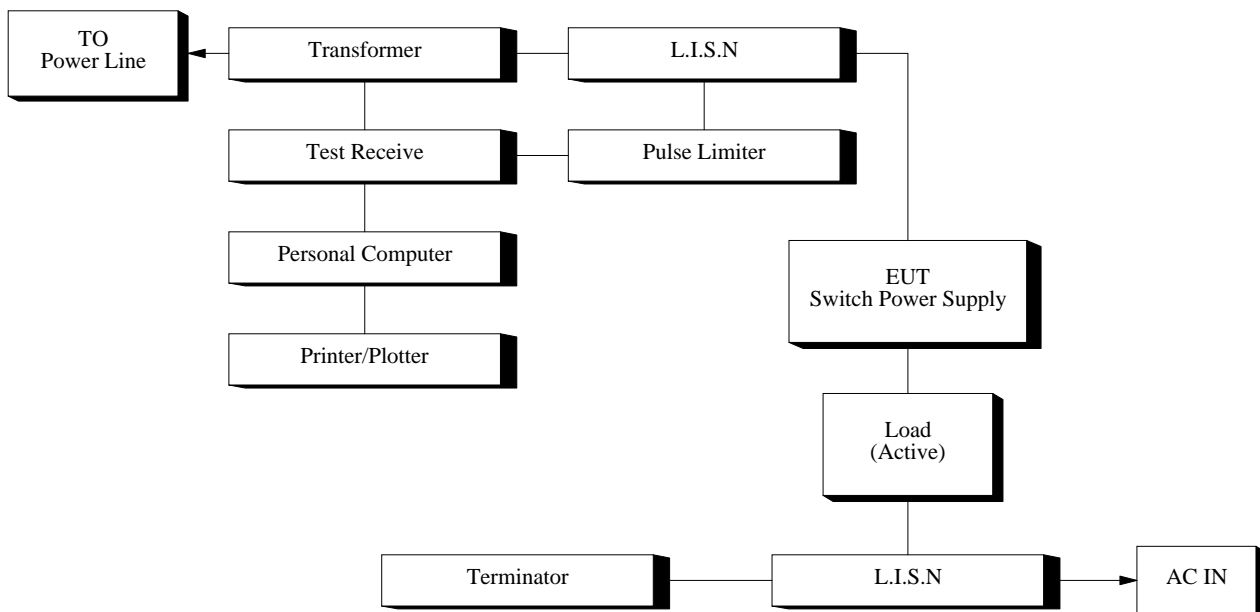 TO
Power Line
Transformer
L.I.S.N
Test Receive
Pulse Limiter
Personal Computer
EUT
Switch Power Supply
Printer/Plotter
Load
(Active)
Terminator
L.I.S.N
AC IN